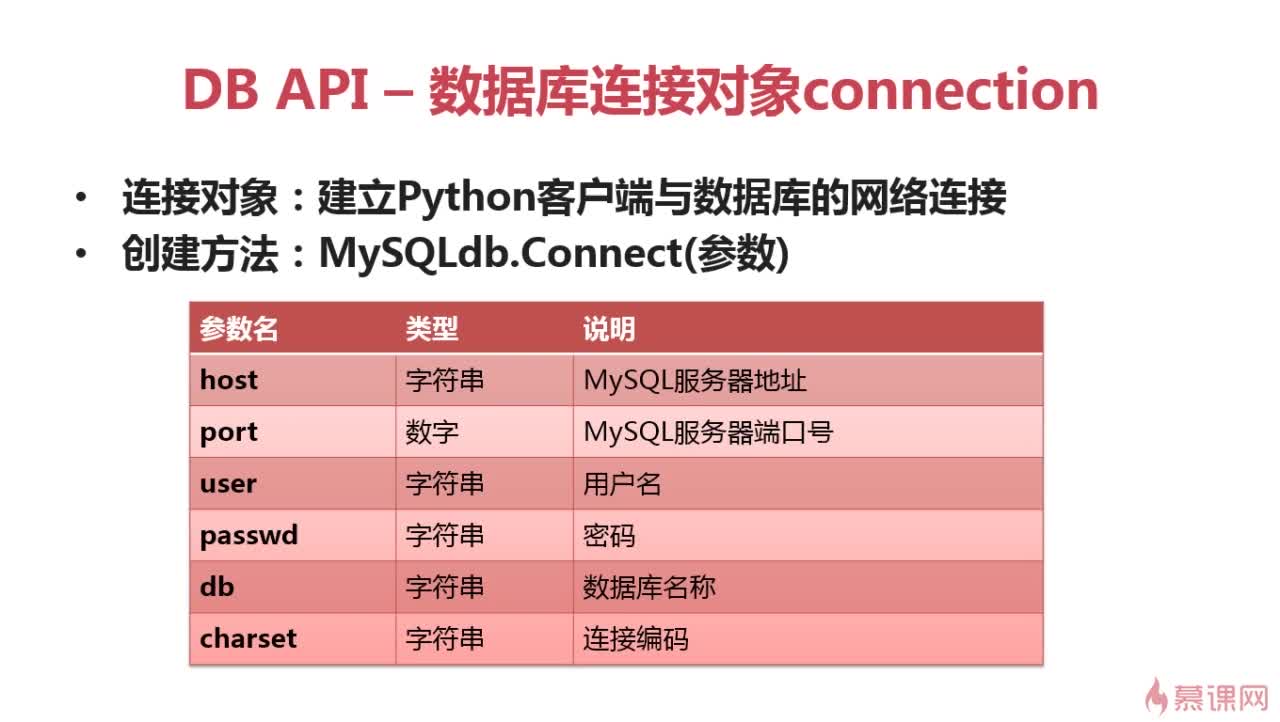 DB API – 数据库连接对象connection
• 连接对象：建立Python客户端与数据库的网络连接
• 创建方法：MySQLdb.Connect(参数)
参数名 类型 说明
host 字符串 MySQL服务器地址
port 数字 MySQL服务器端口号
user 字符串 用户名
passwd 字符串 密码
db 字符串 数据库名称
charset 字符串 连接编码
慕课网